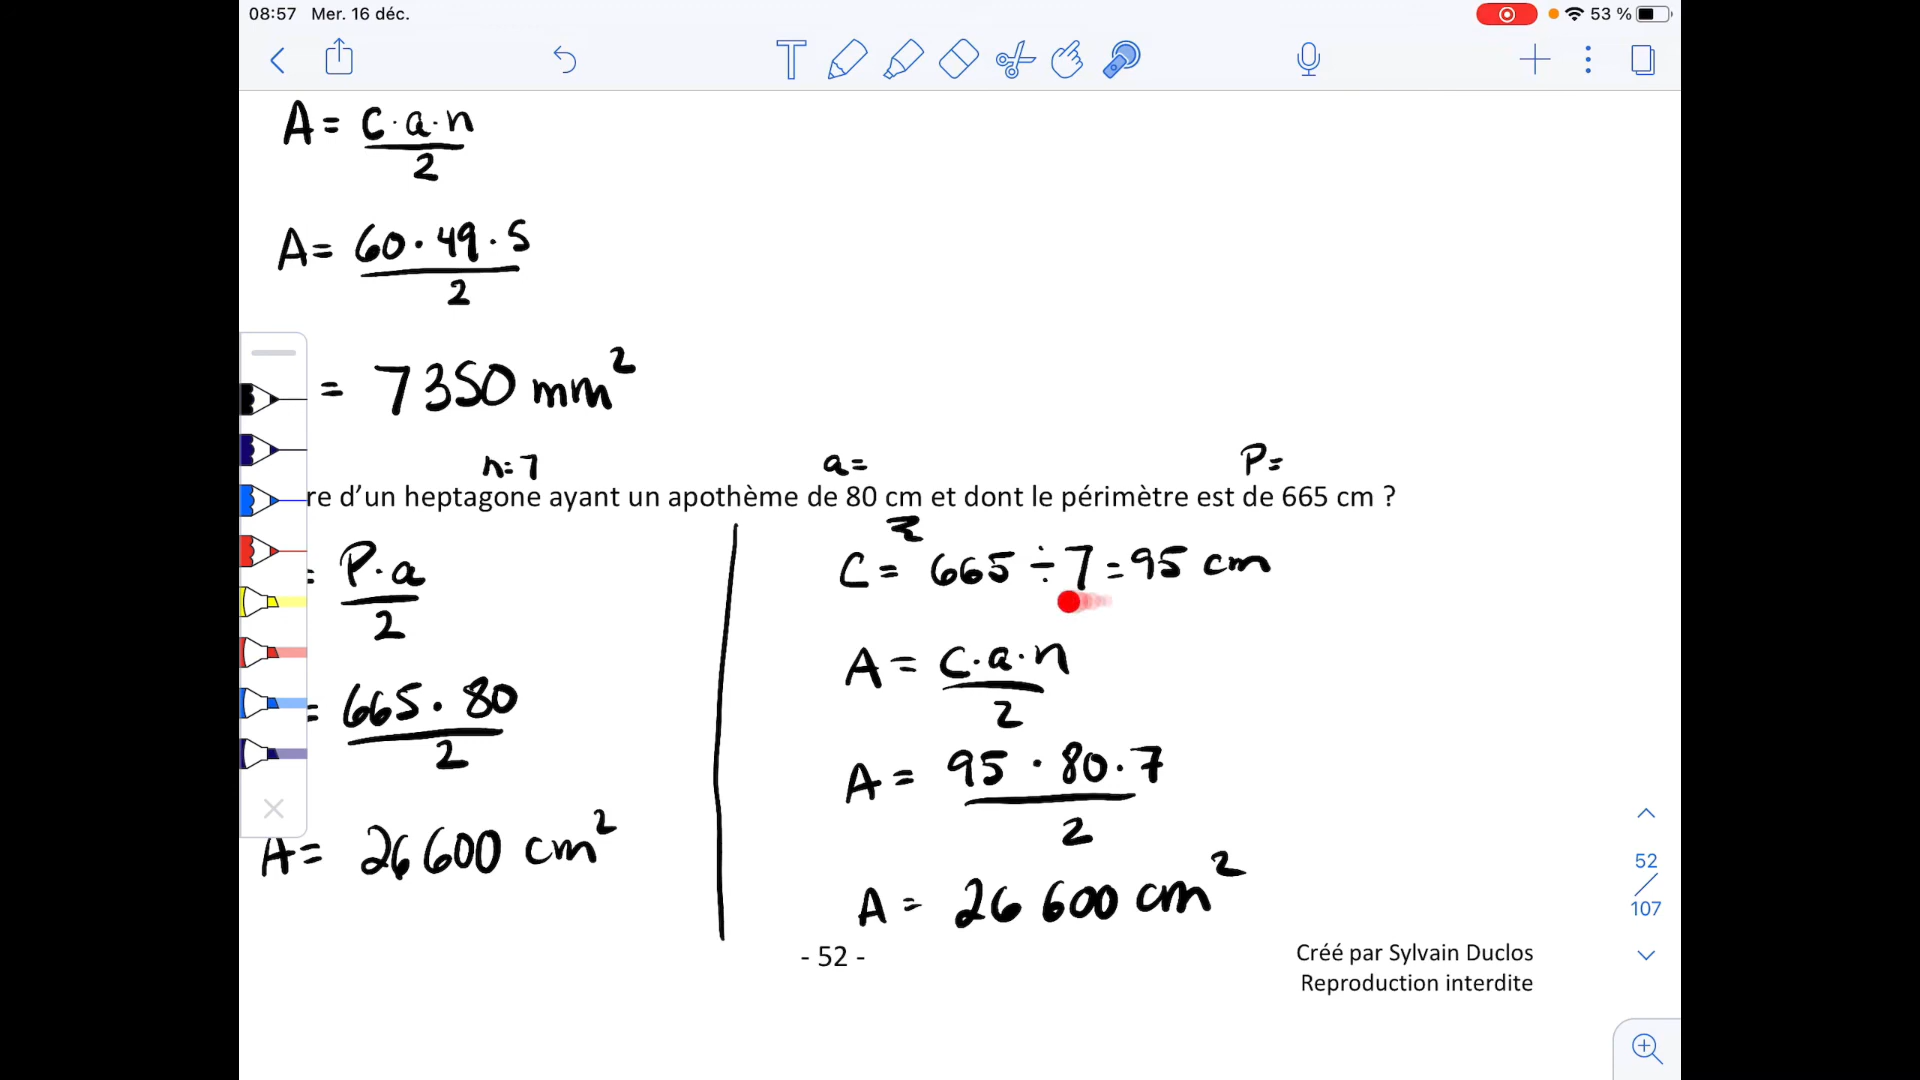 08:57 Mer. 16 déc.
53 %
T
A = c·a·n
2
A = 60·49·5
2
= 7350 mm²
n=7 a= P=
re d'un heptagone ayant un apothème de 80 cm et dont le périmètre est de 665 cm ?
= P·a
2
= 665·80
2
A = 26 600 cm²
C = 665 ÷ 7 = 95 cm
A = c·a·n
2
A = 95·80·7
2
A = 26 600 cm²
52
107
- 52 -
Créé par Sylvain Duclos
Reproduction interdite